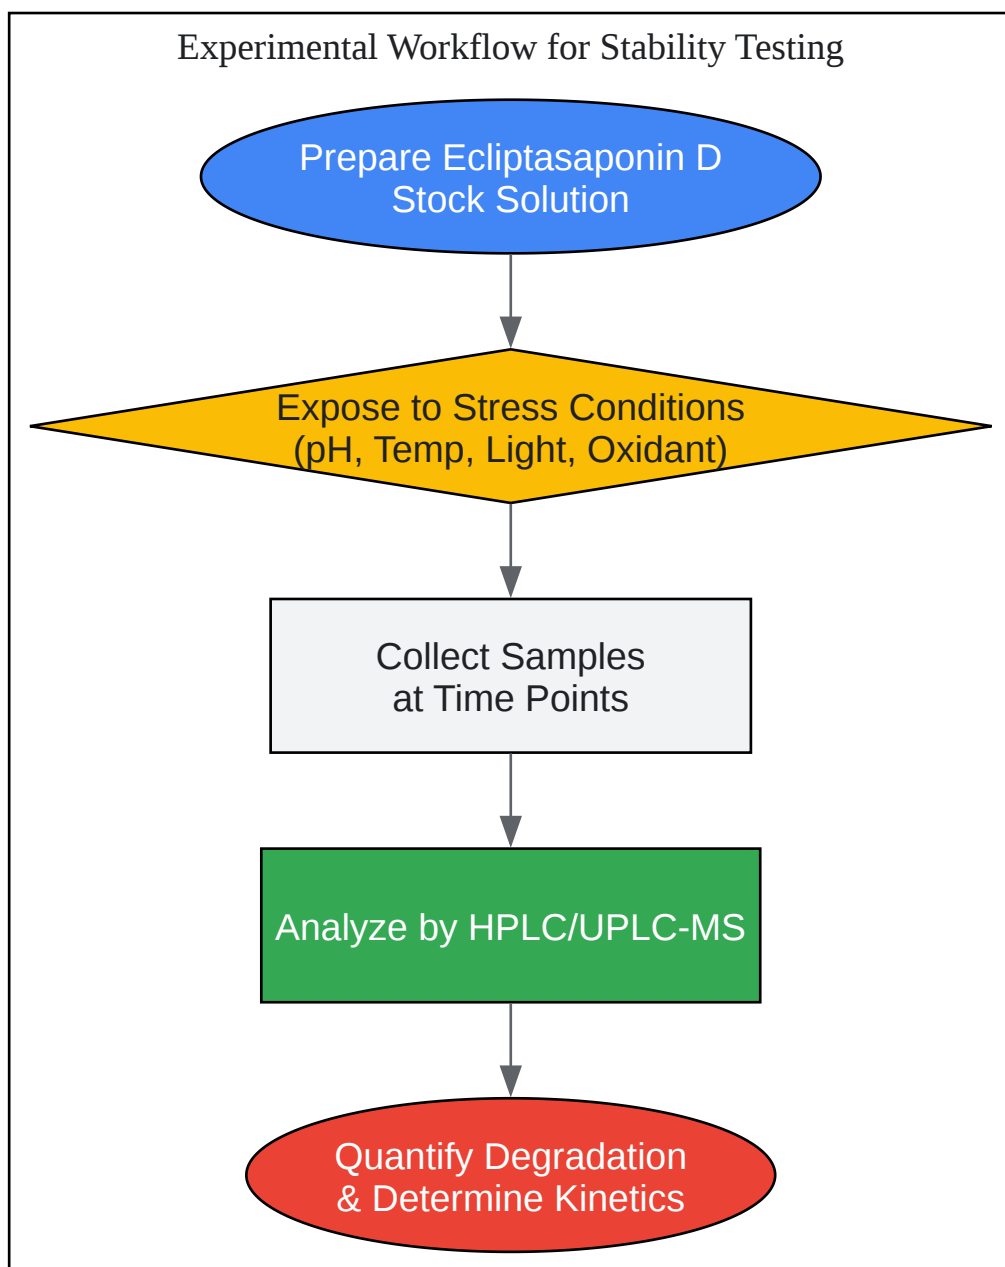 Experimental Workflow for Stability Testing
Prepare Ecliptasaponin D
Stock Solution
Expose to Stress Conditions
(pH, Temp, Light, Oxidant)
Collect Samples
at Time Points
Analyze by HPLC/UPLC-MS
Quantify Degradation
& Determine Kinetics